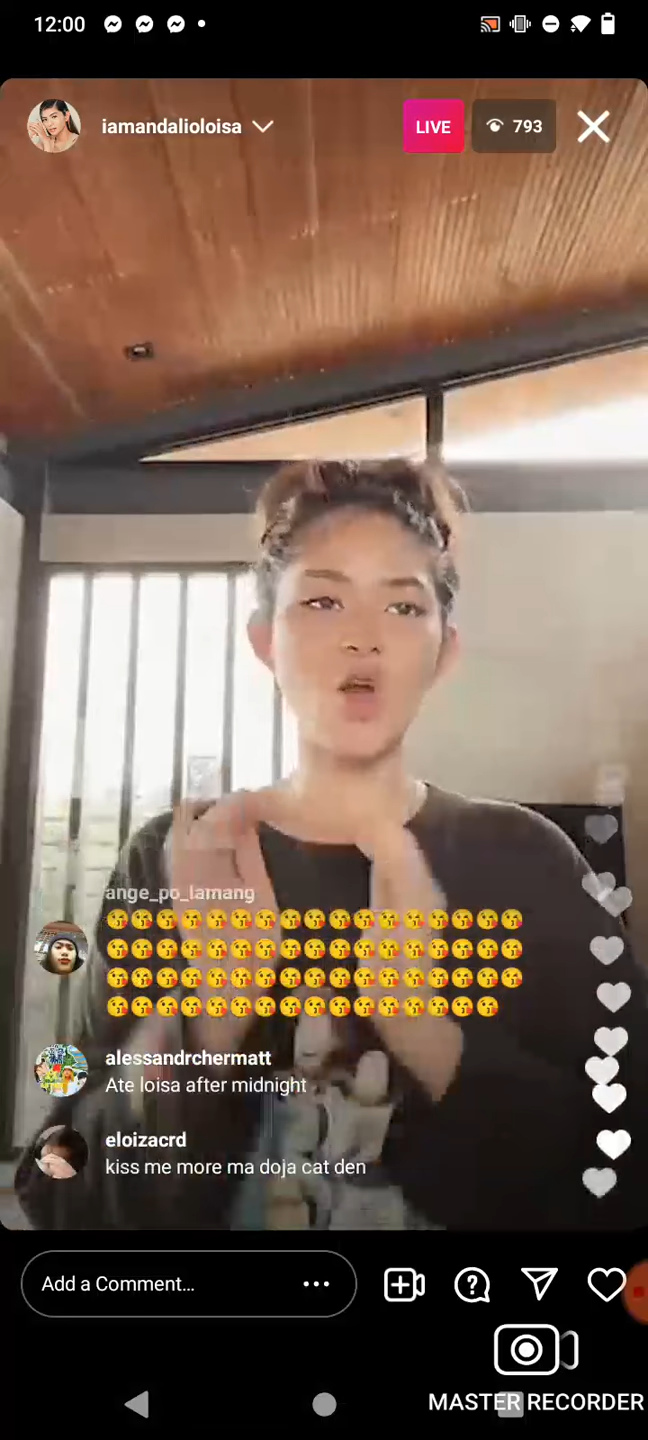 12:00
iamandalioloisa
LIVE
793
ange_po_lamang
😘😘😘😘😘😘😘😘😘😘😘😘😘😘😘😘😘
😘😘😘😘😘😘😘😘😘😘😘😘😘😘😘😘😘
😘😘😘😘😘😘😘😘😘😘😘😘😘😘😘😘😘
😘😘😘😘😘😘😘😘😘😘😘😘😘😘😘😘
alessandrchermatt
Ate loisa after midnight
eloizacrd
kiss me more ma doja cat den
Add a Comment...
MASTER RECORDER